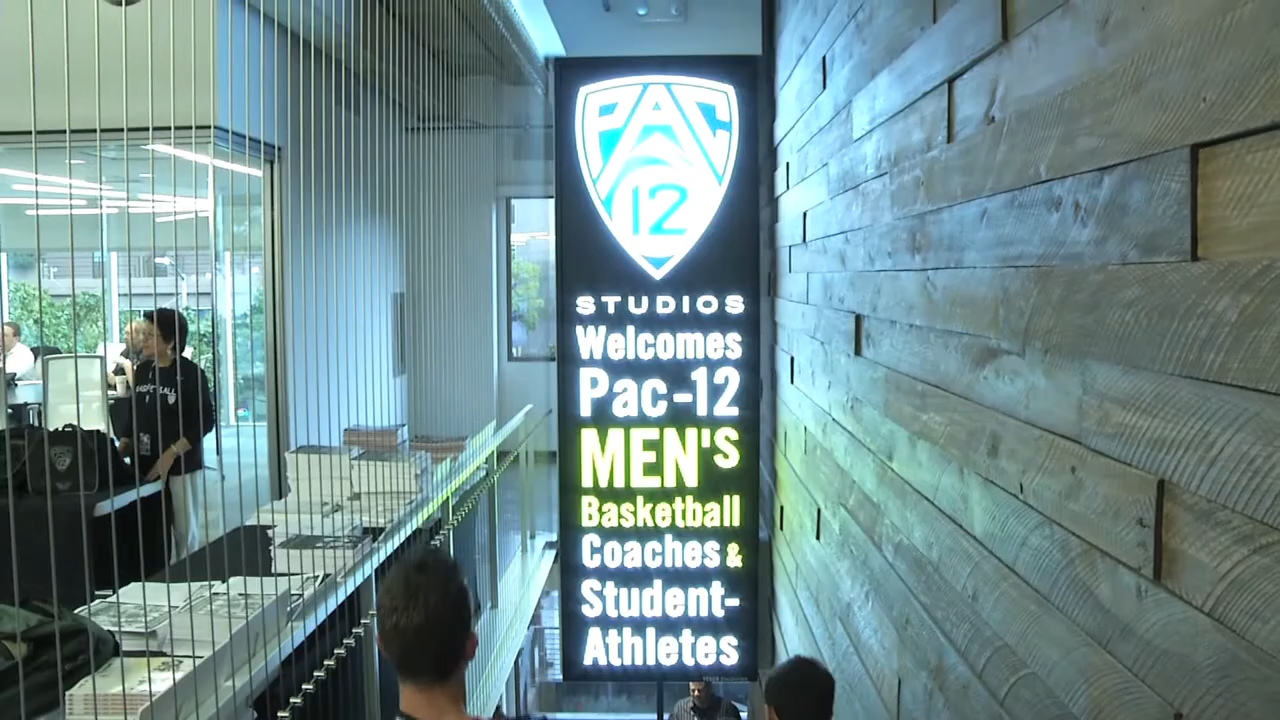 PAC
12
STUDIOS
Welcomes
Pac-12
MEN'S
Basketball
Coaches &
Student-
Athletes